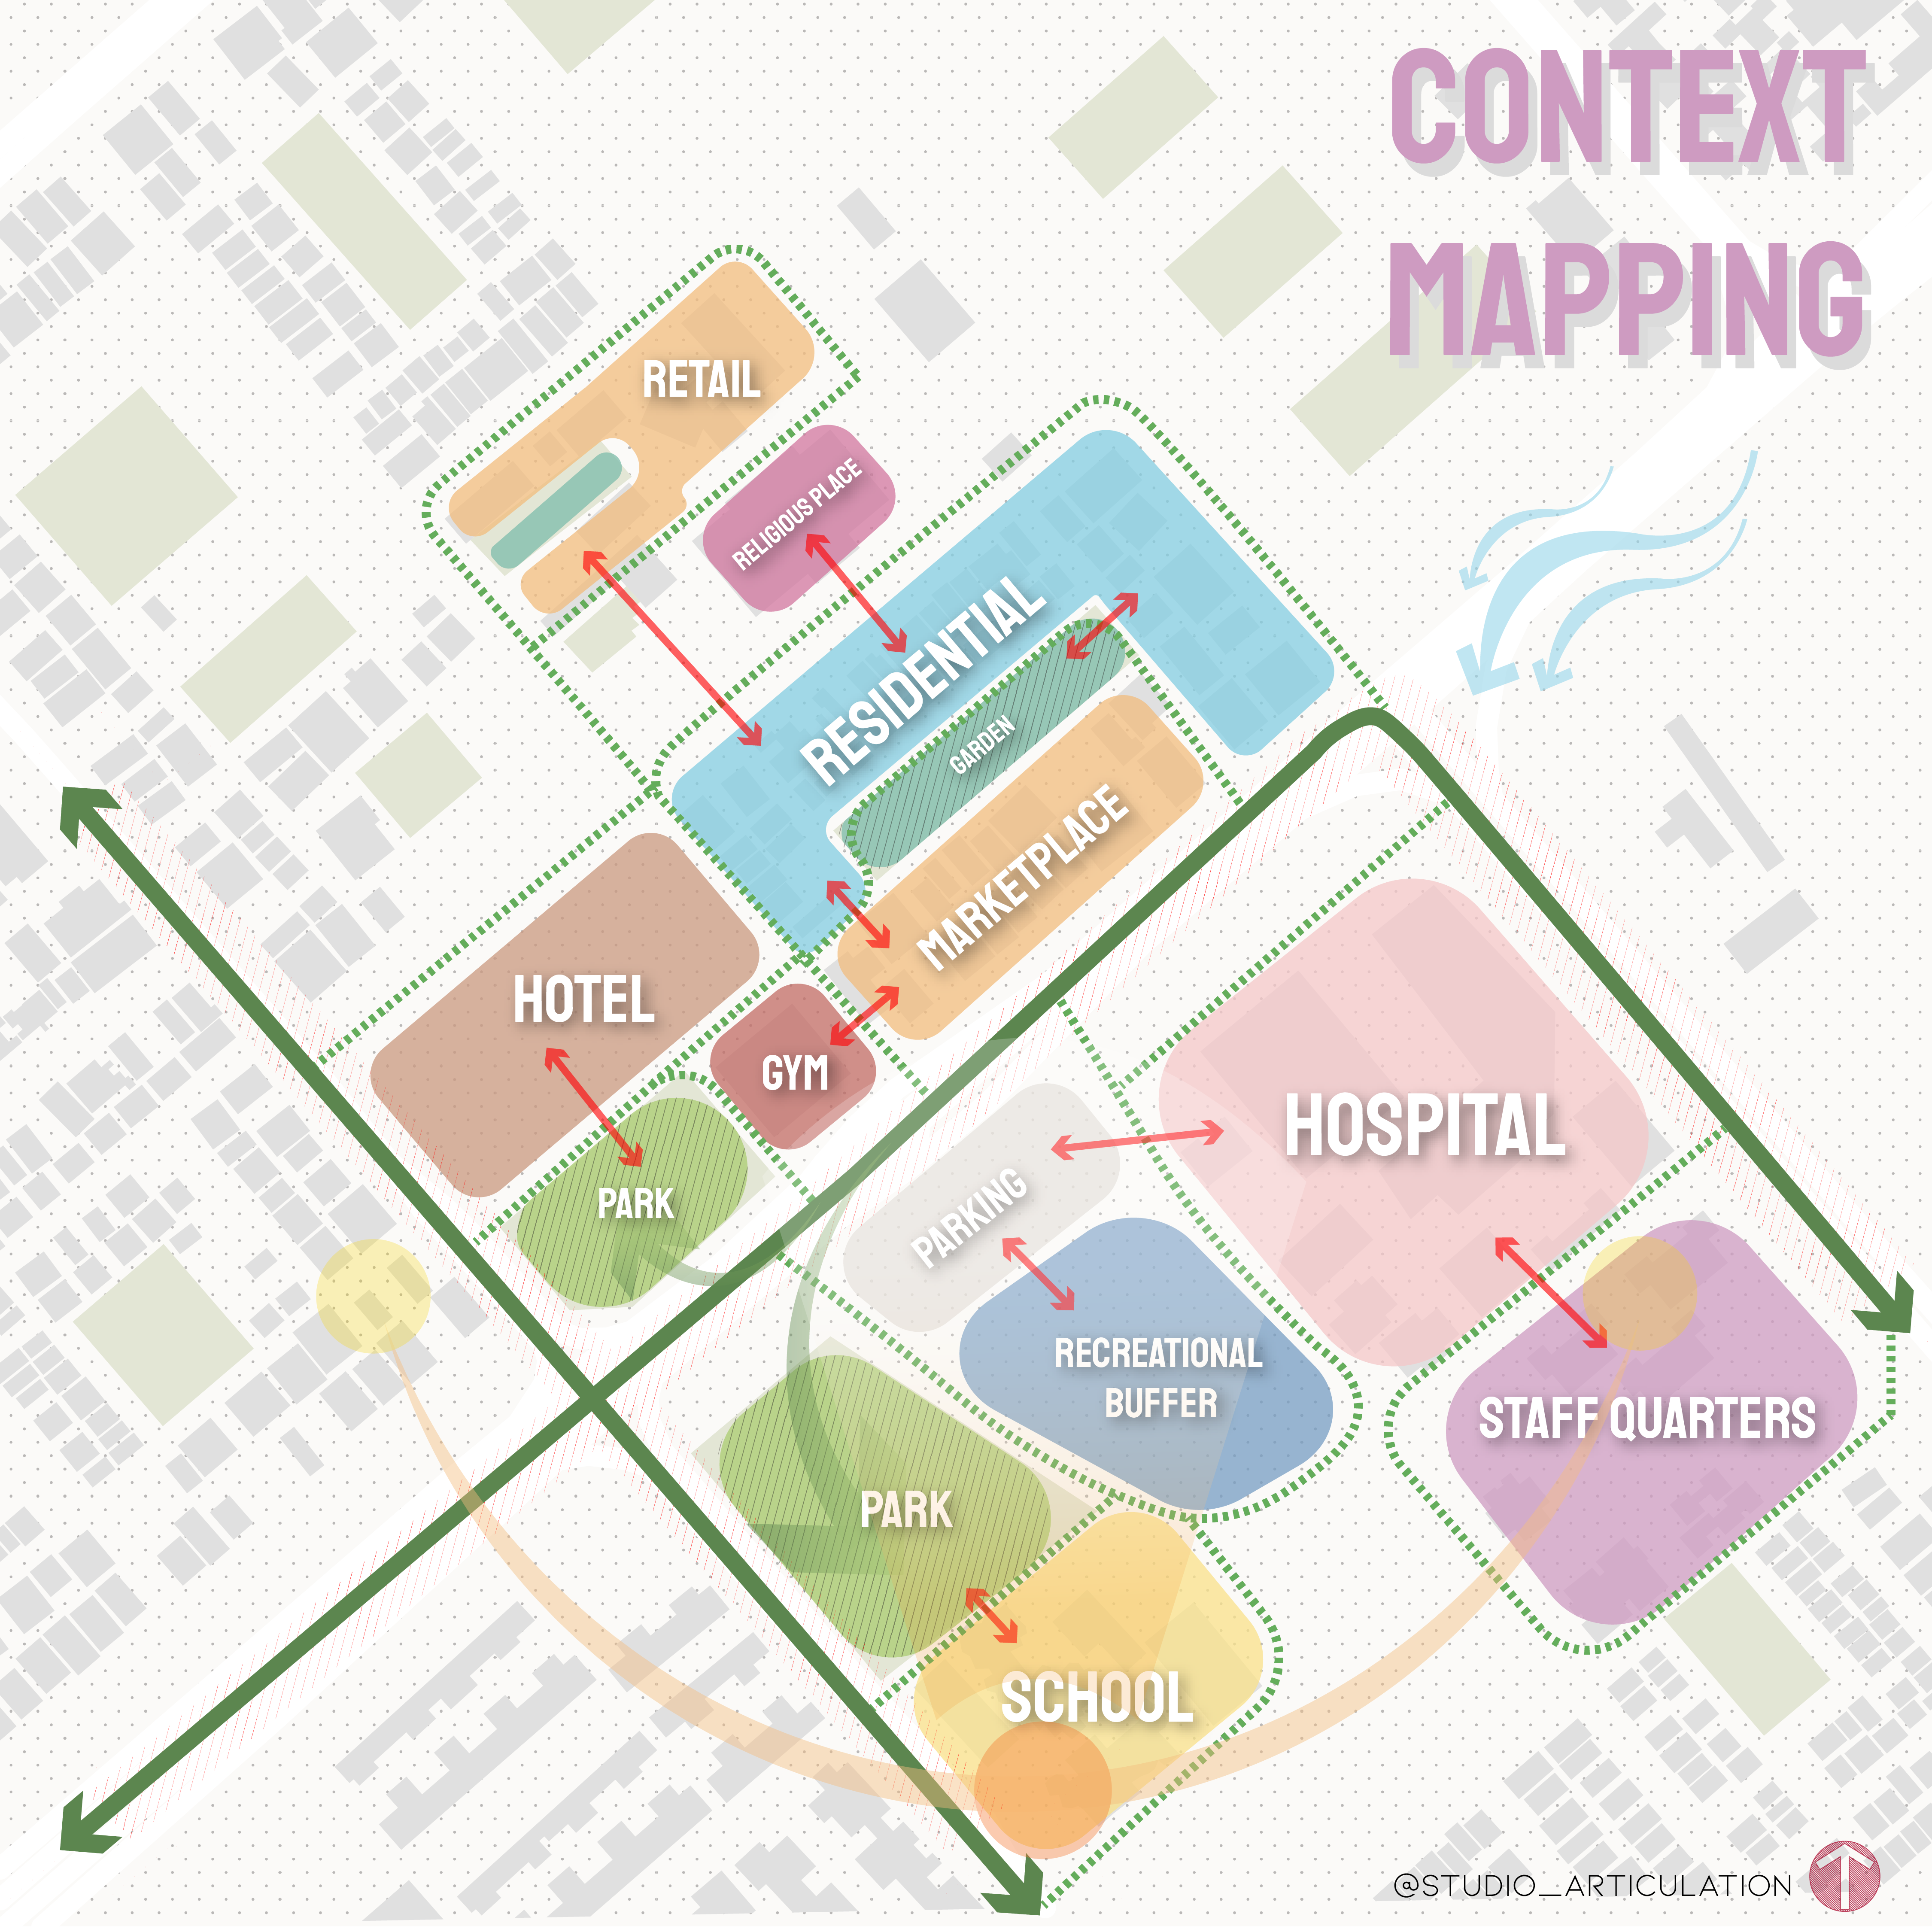 CONTEXT
MAPPING
RETAIL
RELIGIOUS PLACE
RESIDENTIAL
GARDEN
MARKETPLACE
HOTEL
GYM
PARK
HOSPITAL
PARKING
RECREATIONAL
BUFFER
STAFF QUARTERS
PARK
SCHOOL
@STUDIO_ARTICULATION